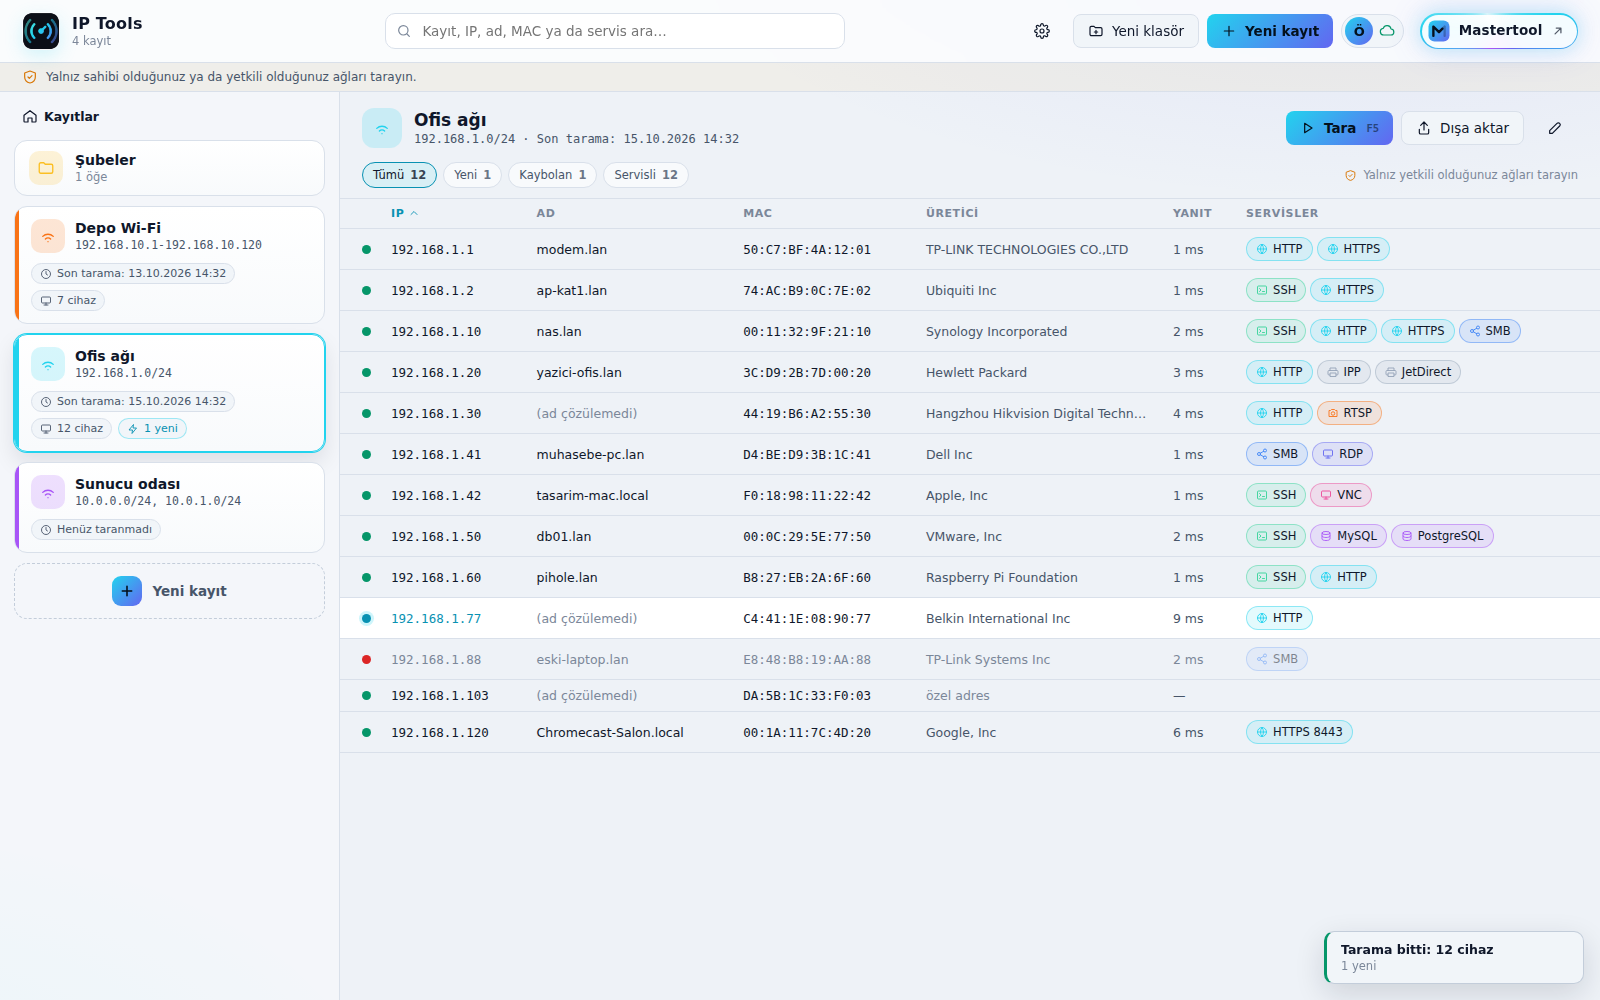 IP Tools
4 kayıt
Kayıt, IP, ad, MAC ya da servis ara…
Yeni klasör
Yeni kayıt
Ö
Mastertool
Yalnız sahibi olduğunuz ya da yetkili olduğunuz ağları tarayın.
Kayıtlar
Şubeler
1 öğe
Depo Wi-Fi
192.168.10.1-192.168.10.120
Son tarama: 13.10.2026 14:32
7 cihaz
Ofis ağı
192.168.1.0/24
Son tarama: 15.10.2026 14:32
12 cihaz 1 yeni
Sunucu odası
10.0.0.0/24, 10.0.1.0/24
Henüz taranmadı
Yeni kayıt
Ofis ağı
192.168.1.0/24 · Son tarama: 15.10.2026 14:32
Tara F5
Dışa aktar
Tümü 12 Yeni 1 Kaybolan 1 Servisli 12
Yalnız yetkili olduğunuz ağları tarayın
IP AD MAC ÜRETİCİ YANIT SERVİSLER
192.168.1.1 modem.lan 50:C7:BF:4A:12:01 TP-LINK TECHNOLOGIES CO.,LTD 1 ms HTTP HTTPS
192.168.1.2 ap-kat1.lan 74:AC:B9:0C:7E:02 Ubiquiti Inc 1 ms SSH HTTPS
192.168.1.10 nas.lan 00:11:32:9F:21:10 Synology Incorporated 2 ms SSH HTTP HTTPS SMB
192.168.1.20 yazici-ofis.lan 3C:D9:2B:7D:00:20 Hewlett Packard 3 ms HTTP IPP JetDirect
192.168.1.30 (ad çözülemedi) 44:19:B6:A2:55:30 Hangzhou Hikvision Digital Techn… 4 ms HTTP RTSP
192.168.1.41 muhasebe-pc.lan D4:BE:D9:3B:1C:41 Dell Inc 1 ms SMB RDP
192.168.1.42 tasarim-mac.local F0:18:98:11:22:42 Apple, Inc 1 ms SSH VNC
192.168.1.50 db01.lan 00:0C:29:5E:77:50 VMware, Inc 2 ms SSH MySQL PostgreSQL
192.168.1.60 pihole.lan B8:27:EB:2A:6F:60 Raspberry Pi Foundation 1 ms SSH HTTP
192.168.1.77 (ad çözülemedi) C4:41:1E:08:90:77 Belkin International Inc 9 ms HTTP
192.168.1.88 eski-laptop.lan E8:48:B8:19:AA:88 TP-Link Systems Inc 2 ms SMB
192.168.1.103 (ad çözülemedi) DA:5B:1C:33:F0:03 özel adres —
192.168.1.120 Chromecast-Salon.local 00:1A:11:7C:4D:20 Google, Inc 6 ms HTTPS 8443
Tarama bitti: 12 cihaz
1 yeni